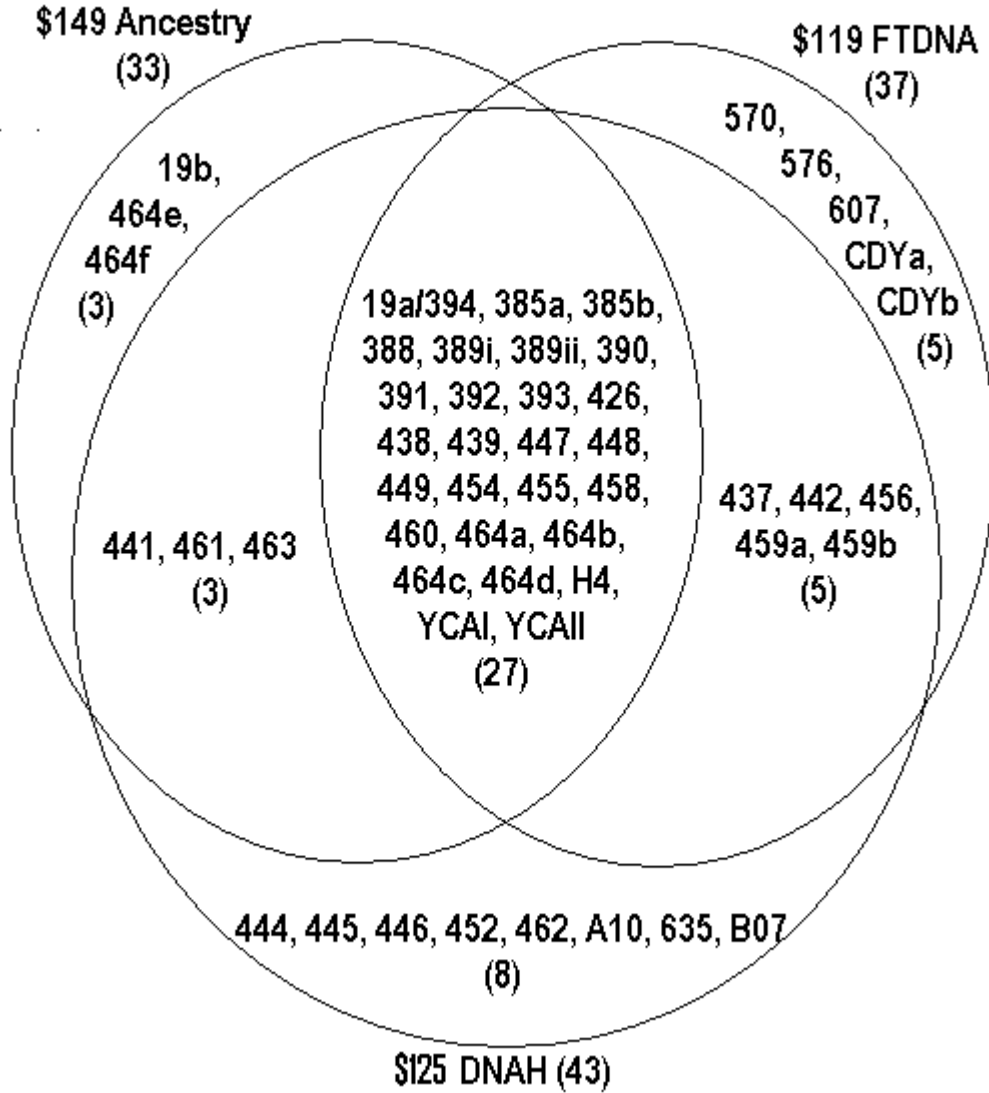 $149 Ancestry
(33)
$119 FTDNA
(37)
19b,
464e,
464f
(3)
570,
576,
607,
CDYa,
CDYb
(5)
19a/394, 385a, 385b,
388, 389i, 389ii, 390,
391, 392, 393, 426,
438, 439, 447, 448,
449, 454, 455, 458,
460, 464a, 464b,
464c, 464d, H4,
YCAI, YCAII
(27)
441, 461, 463
(3)
437, 442, 456,
459a, 459b
(5)
444, 445, 446, 452, 462, A10, 635, B07
(8)
$125 DNAH (43)